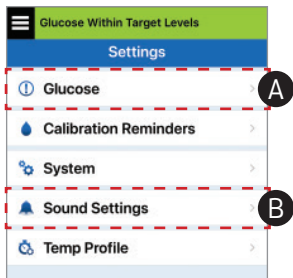 Glucose Within Target Levels
Settings
Glucose
A
Calibration Reminders
System
Sound Settings
B
Temp Profile